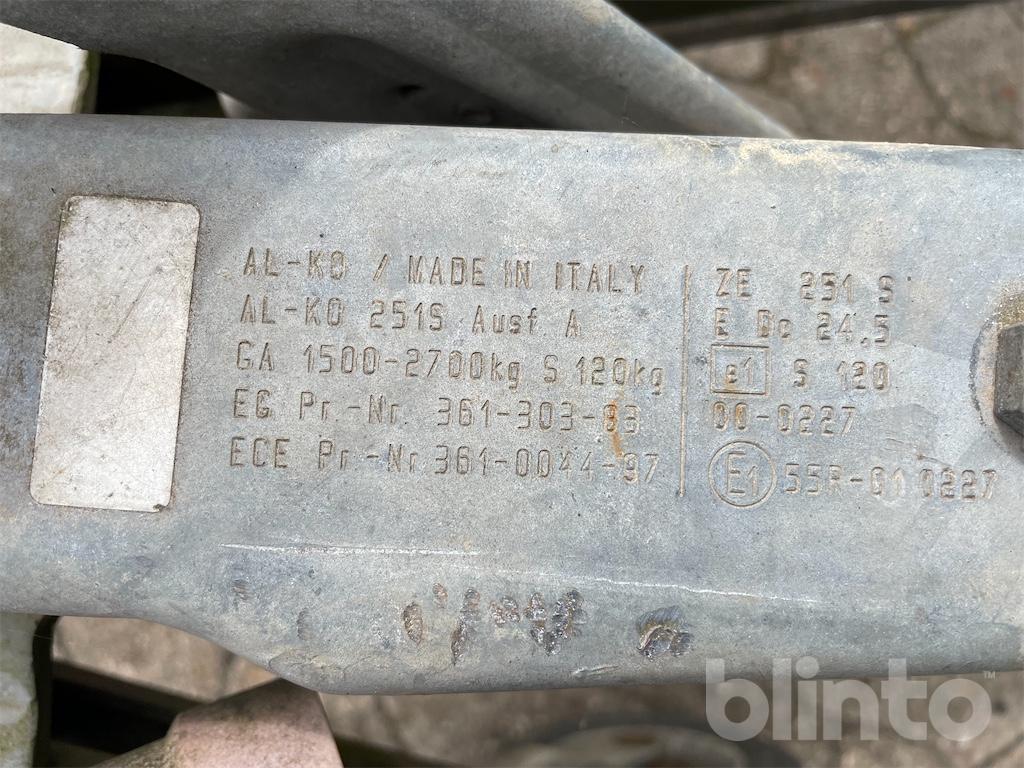 AL-KO / MADE IN ITALY
AL-KO 251S Ausf A
GA 1500-2700kg S 120kg
EG Pr.-Nr. 361-303-83
ECE Pr.-Nr. 361-0044-97
ZE 251 S
E Dc 24.5
e1 S 120
00-0227
E1 55R-01 0227
blinto™